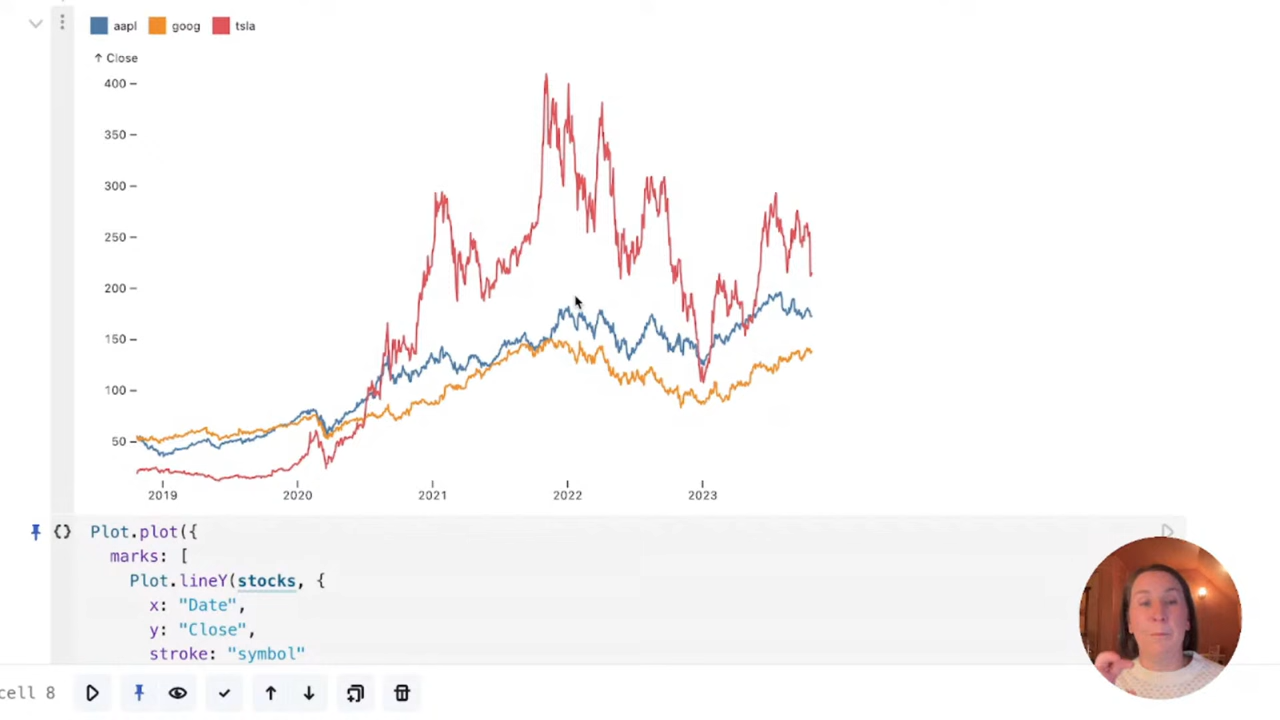 aapl goog tsla
↑ Close
400
350
300
250
200
150
100
50
2019 2020 2021 2022 2023
Plot.plot({
marks: [
Plot.lineY(stocks, {
x: "Date",
y: "Close",
stroke: "symbol"
cell 8